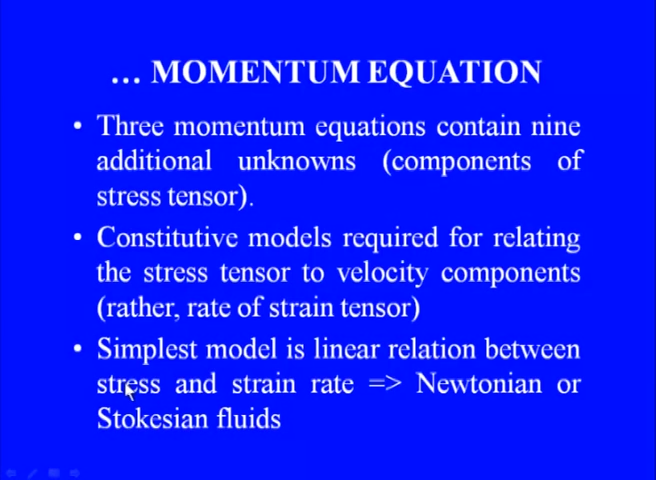 ... MOMENTUM EQUATION
• Three momentum equations contain nine
additional unknowns (components of
stress tensor).
• Constitutive models required for relating
the stress tensor to velocity components
(rather, rate of strain tensor)
• Simplest model is linear relation between
stress and strain rate => Newtonian or
Stokesian fluids